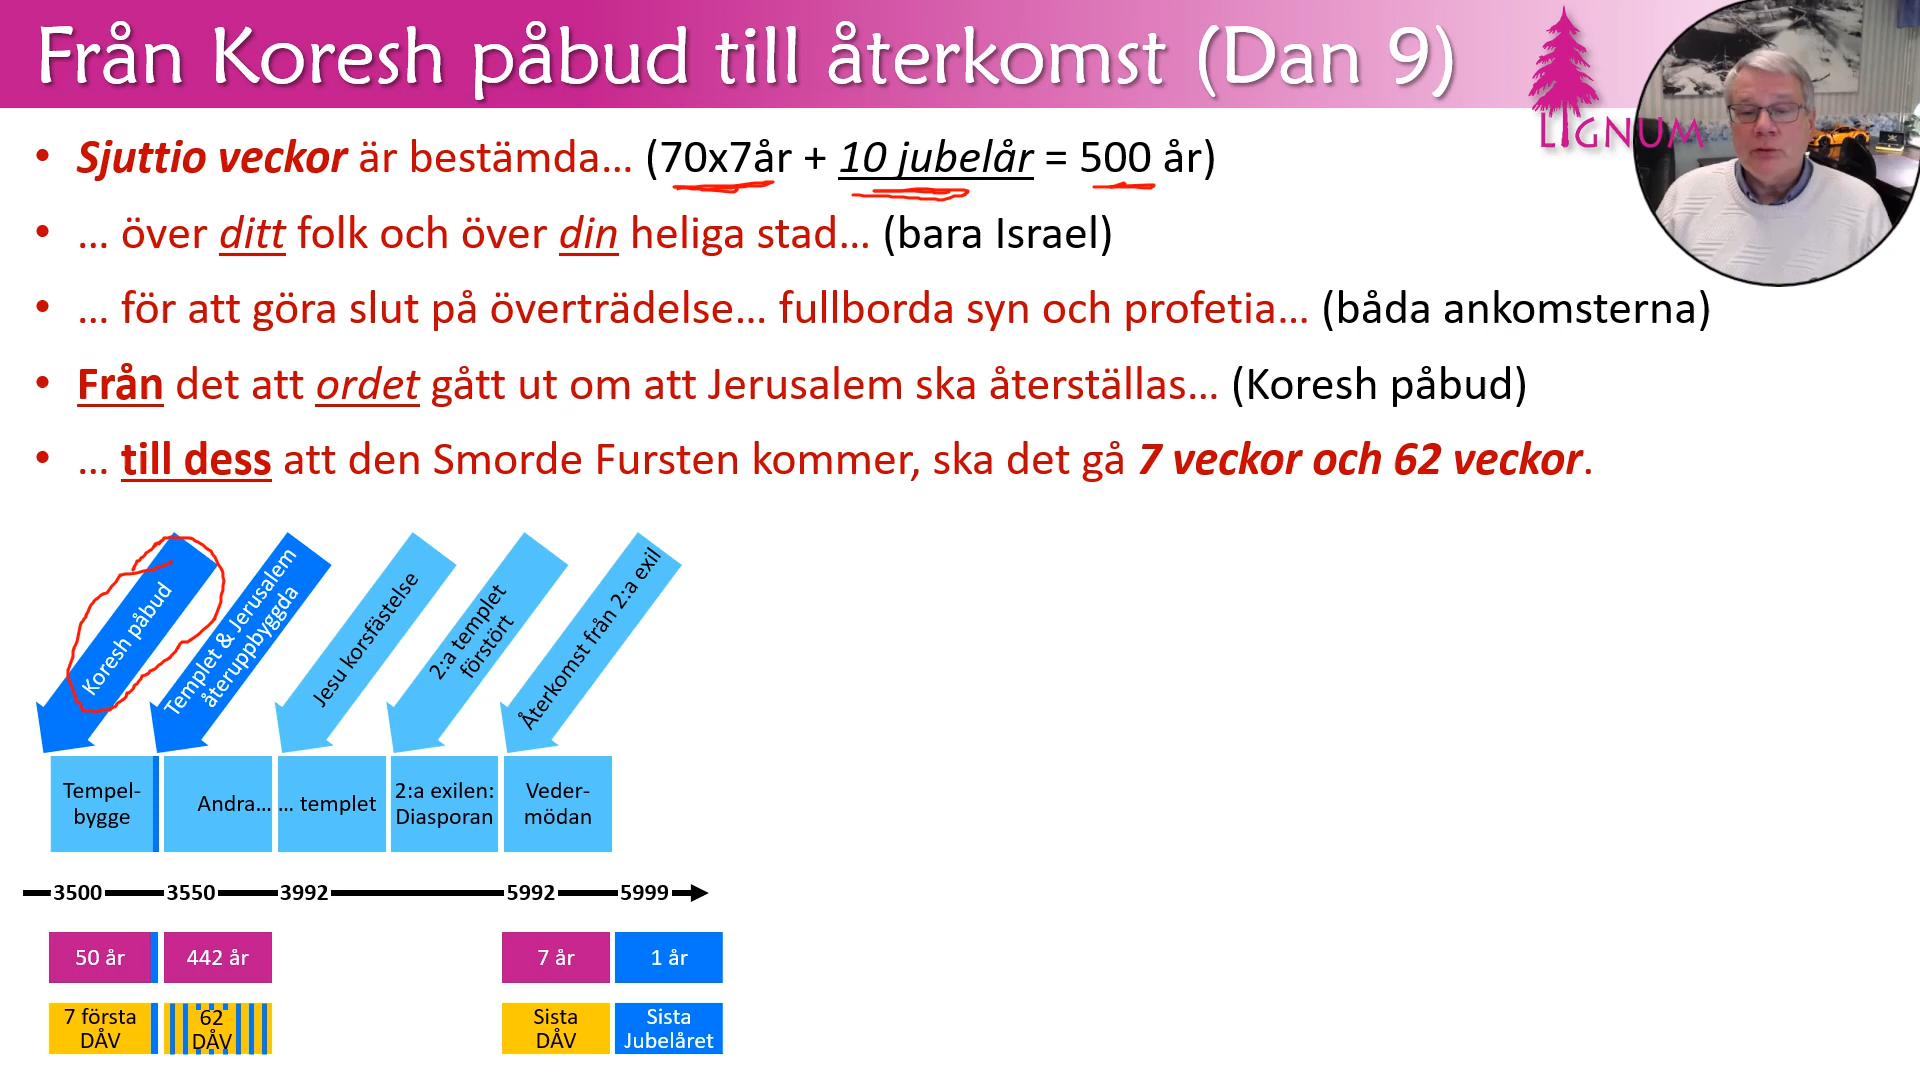 Från Koresh påbud till återkomst (Dan 9)
LIGNUM
• Sjuttio veckor är bestämda... (70x7år + 10 jubelår = 500 år)
• ... över ditt folk och över din heliga stad... (bara Israel)
• ... för att göra slut på överträdelse... fullborda syn och profetia... (båda ankomsterna)
• Från det att ordet gått ut om att Jerusalem ska återställas... (Koresh påbud)
• ... till dess att den Smorde Fursten kommer, ska det gå 7 veckor och 62 veckor.
Koresh påbud
Templet & Jerusalem
återuppbyggda
Jesu korsfästelse
2:a templet
förstört
Återkomst från 2:a exil
Tempel-
bygge
Andra...
... templet
2:a exilen:
Diasporan
Veder-
mödan
3500 3550 3992 5992 5999
50 år 442 år 7 år 1 år
7 första
DÅV
62
DÅV
Sista
DÅV
Sista
Jubelåret